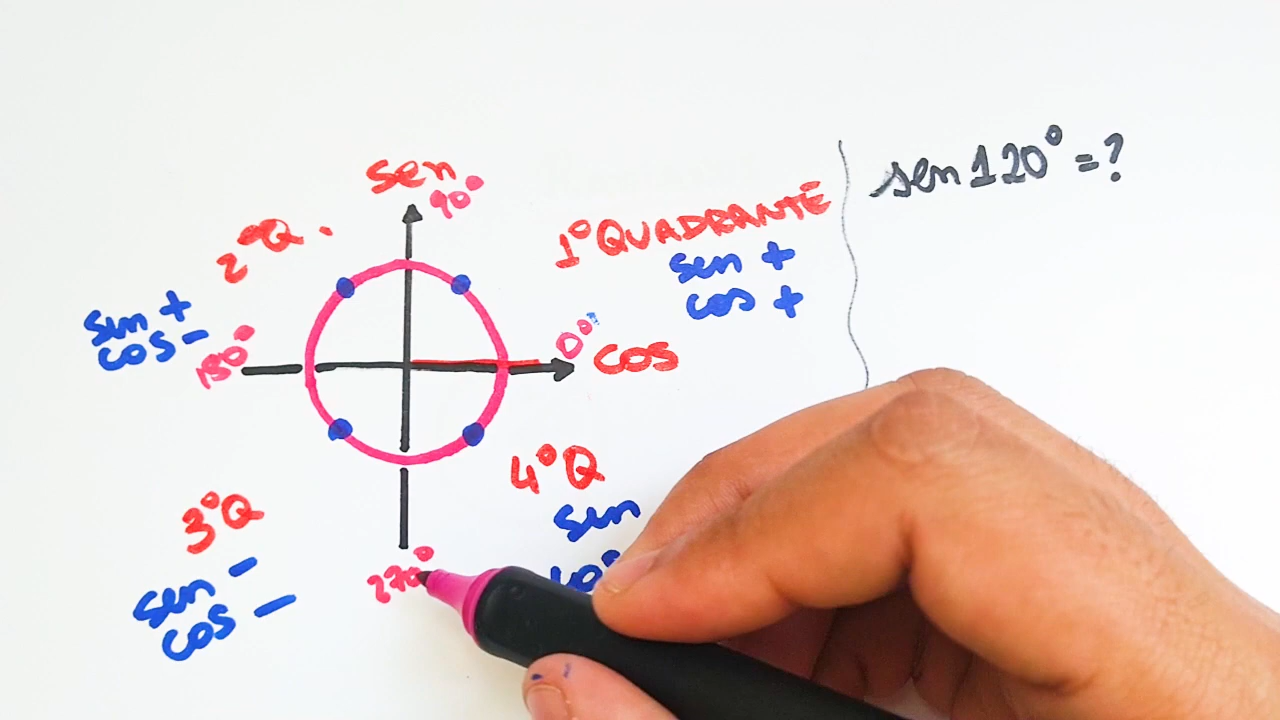 sen
90°
2°Q.
1° QUADRANTE
sen +
cos +
sen +
cos -
180°
0°
cos
4°Q
sen
cos
3°Q
sen -
cos -
270°
sen 120° = ?